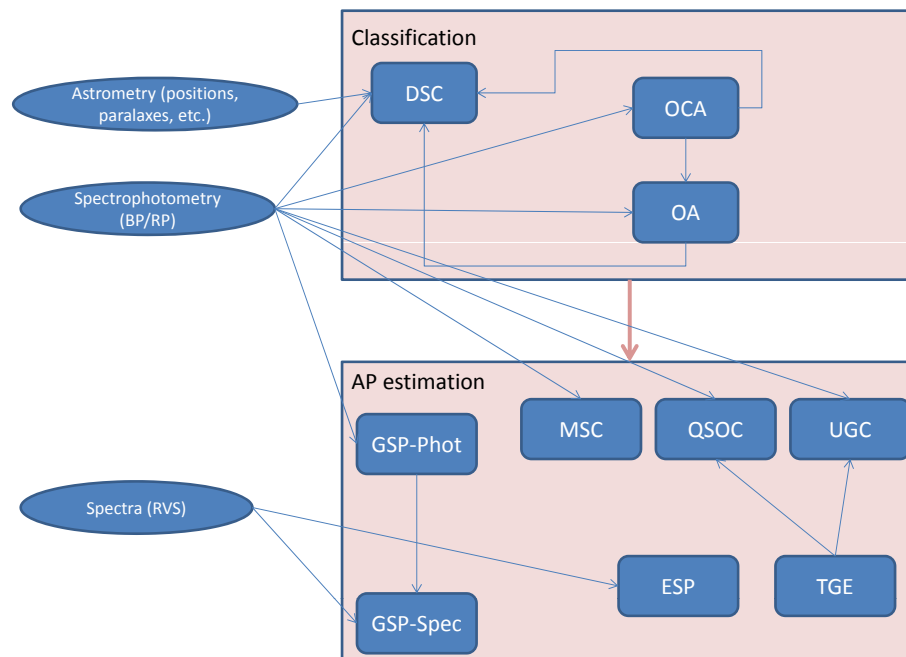 Classification
DSC
OCA
OA
Astrometry (positions,
paralaxes, etc.)
Spectrophotometry
(BP/RP)
AP estimation
GSP-Phot
MSC
QSOC
UGC
Spectra (RVS)
ESP
TGE
GSP-Spec